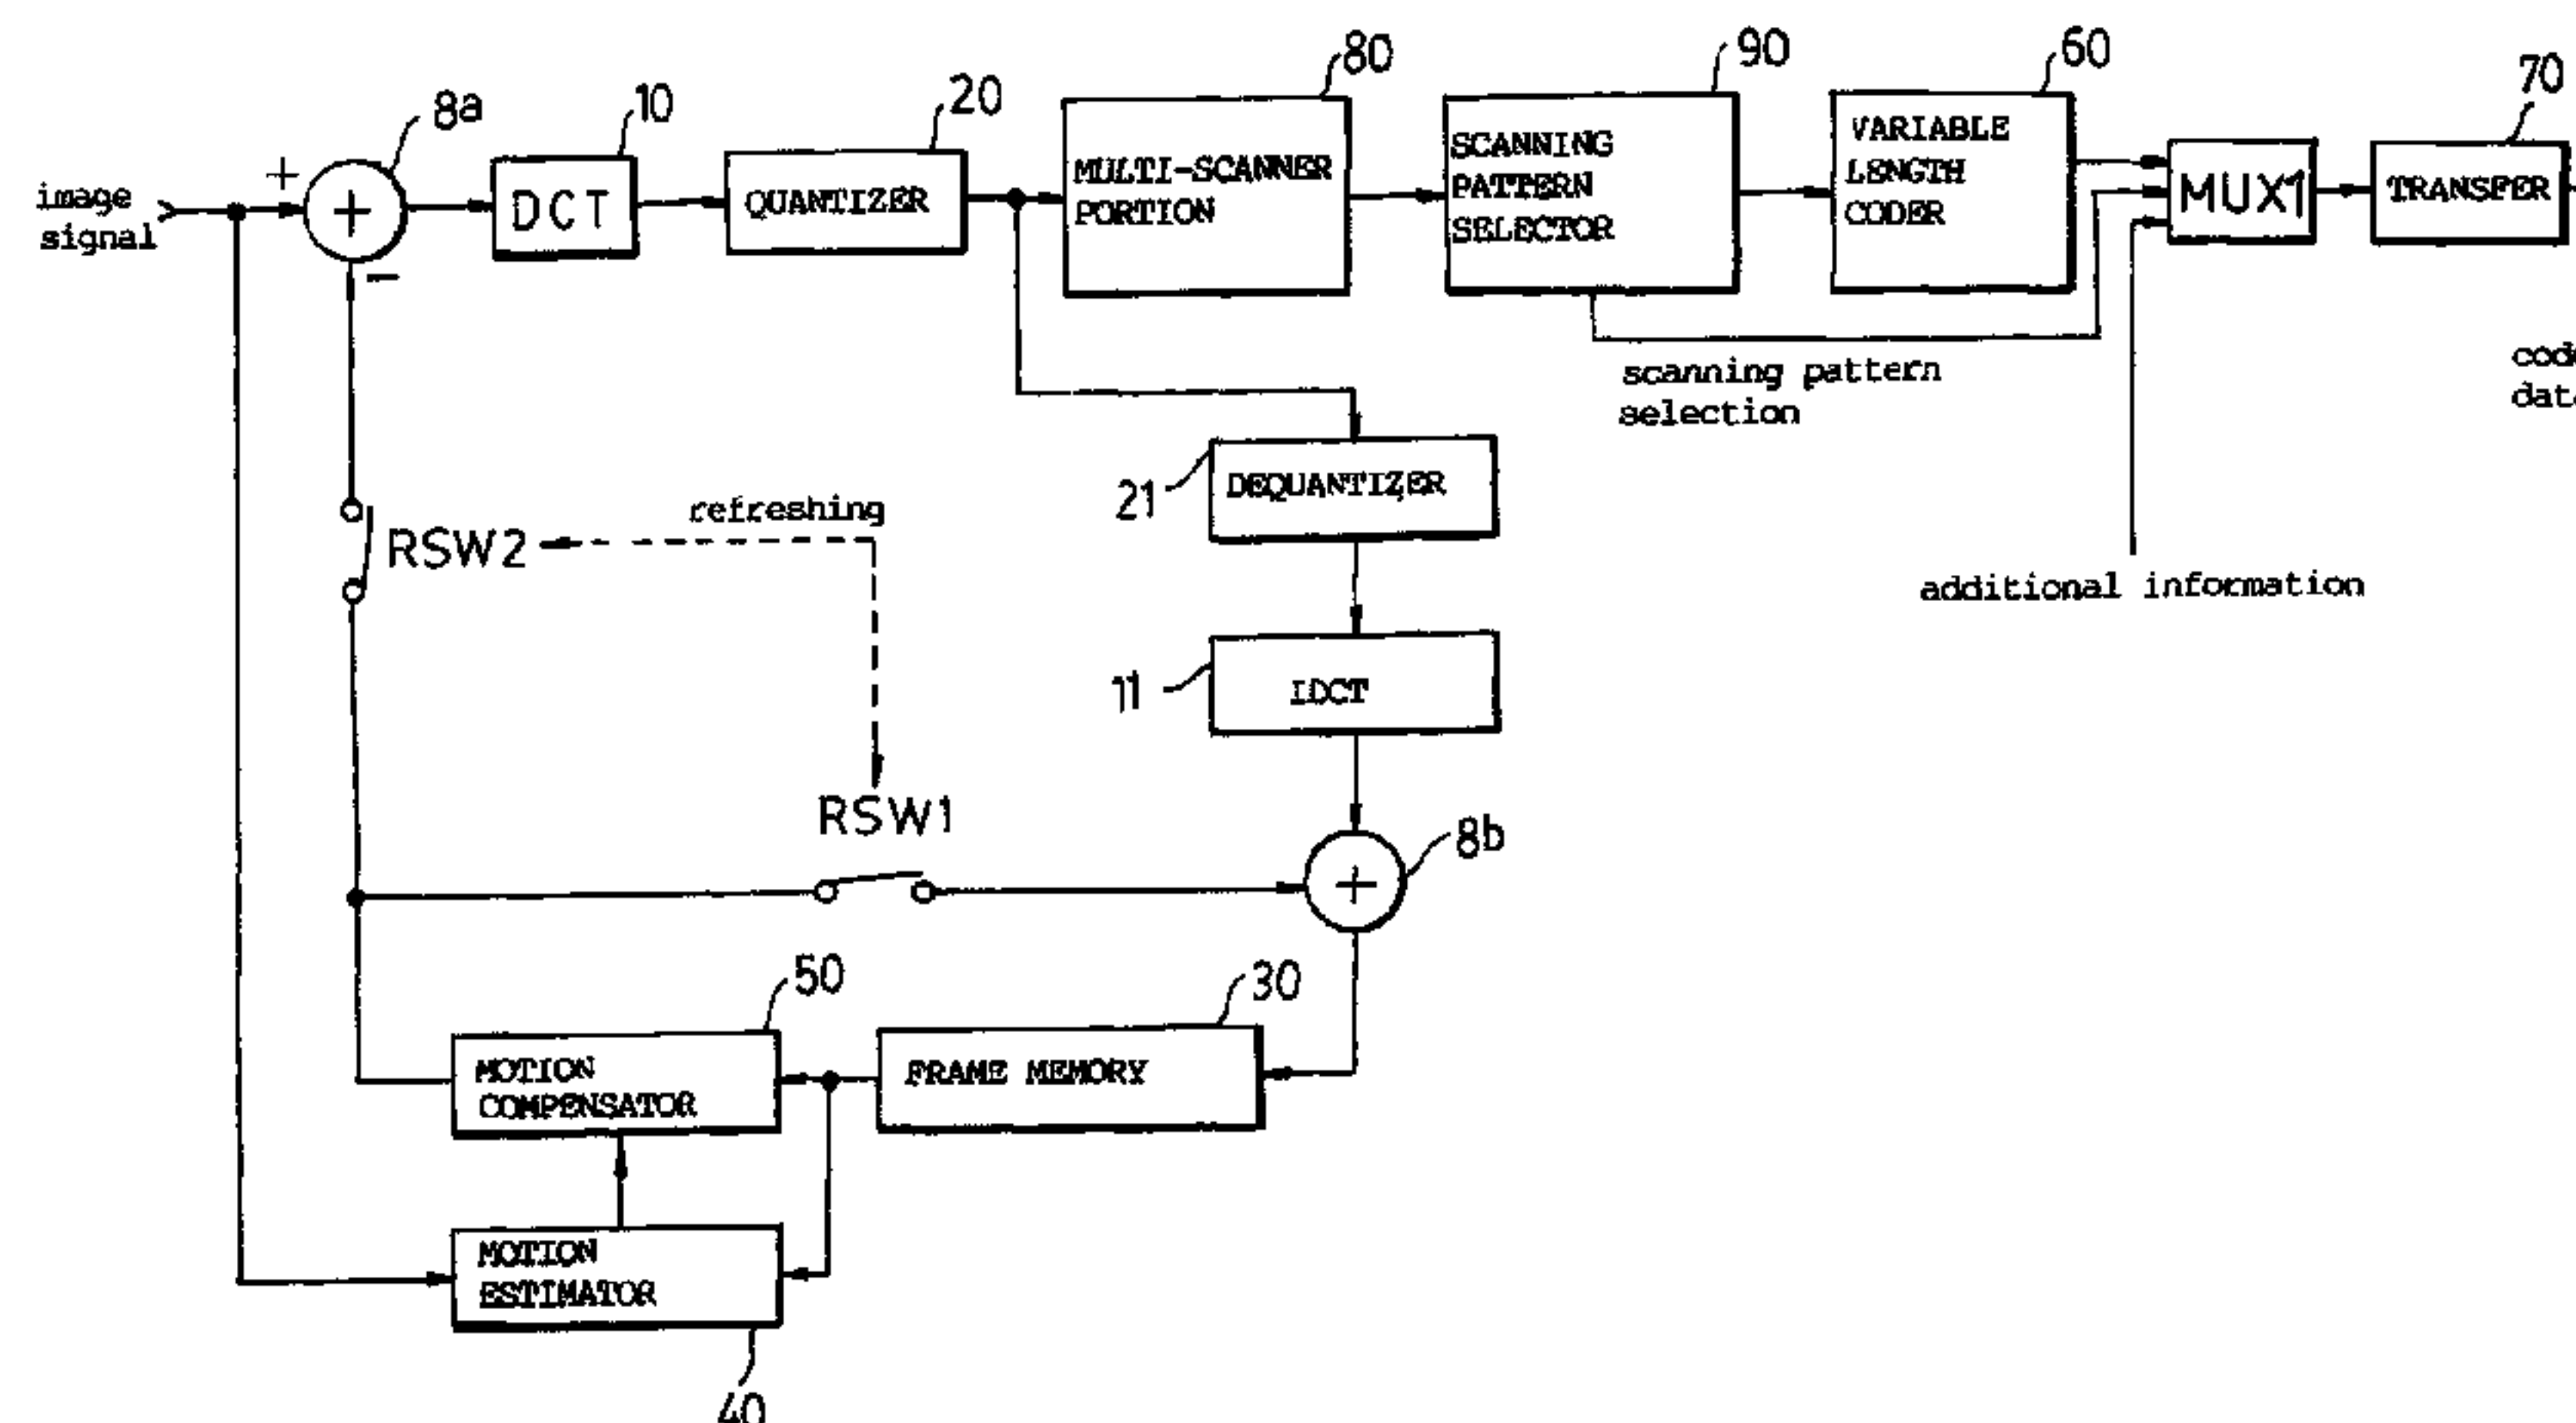 80
90
60
70
8a
10
20
+
image
signal
+
DCT
QUANTIZER
MULTI-SCANNER
PORTION
SCANNING
PATTERN
SELECTOR
VARIABLE
LENGTH
CODER
MUX1
TRANSFER
−
scanning pattern
selection
21
DEQUANTIZER
refreshing
RSW2
additional information
11
IDCT
RSW1
8b
+
50
30
MOTION
COMPENSATOR
FRAME MEMORY
MOTION
ESTIMATOR
40